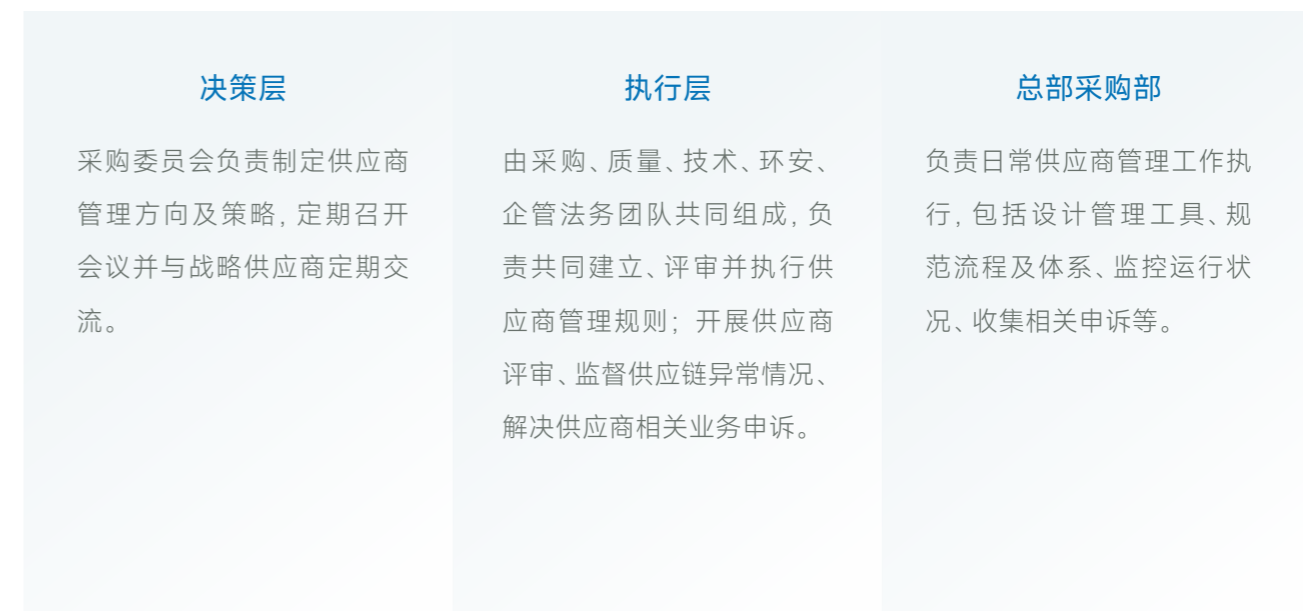 决策层
采购委员会负责制定供应商
管理方向及策略，定期召开
会议并与战略供应商定期交
流。
执行层
由采购、质量、技术、环安、
企管法务团队共同组成，负
责共同建立、评审并执行供
应商管理规则；开展供应商
评审、监督供应链异常情况、
解决供应商相关业务申诉。
总部采购部
负责日常供应商管理工作执
行，包括设计管理工具、规
范流程及体系、监控运行状
况、收集相关申诉等。